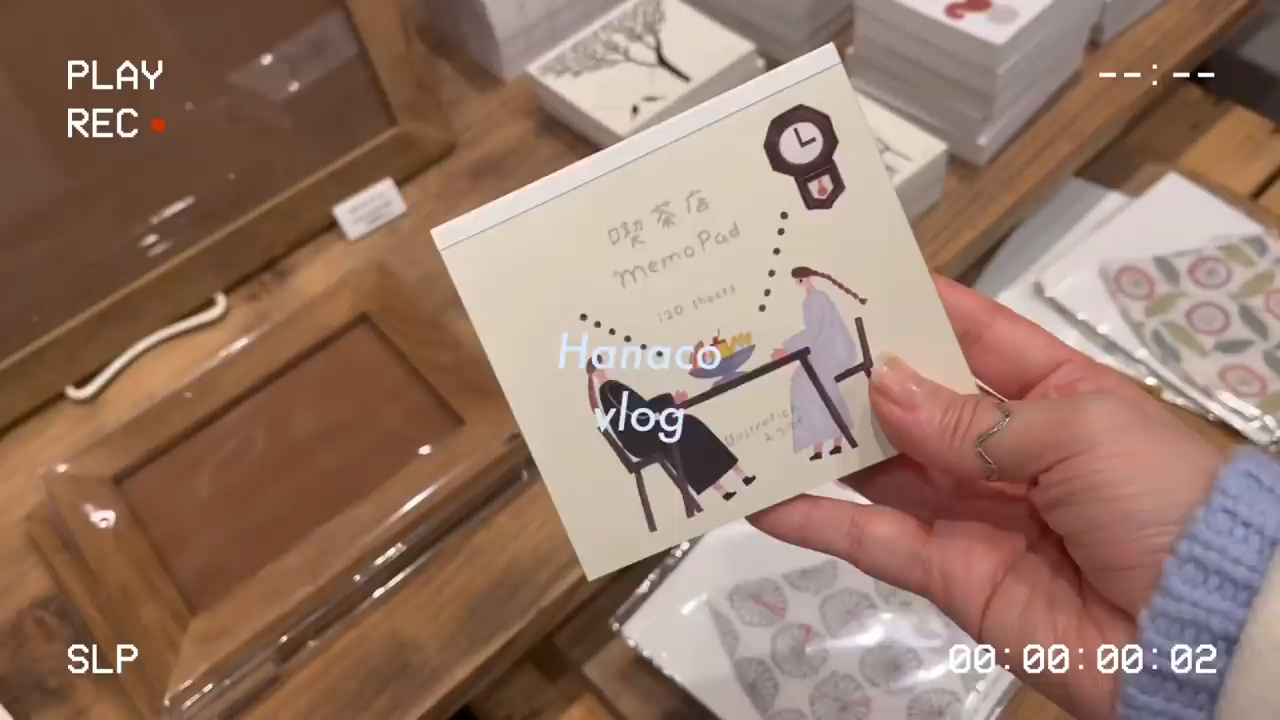 PLAY
--:--
REC
喫茶店
memo Pad
120 sheets
Hanaco
vlog
SLP
00:00:00:02